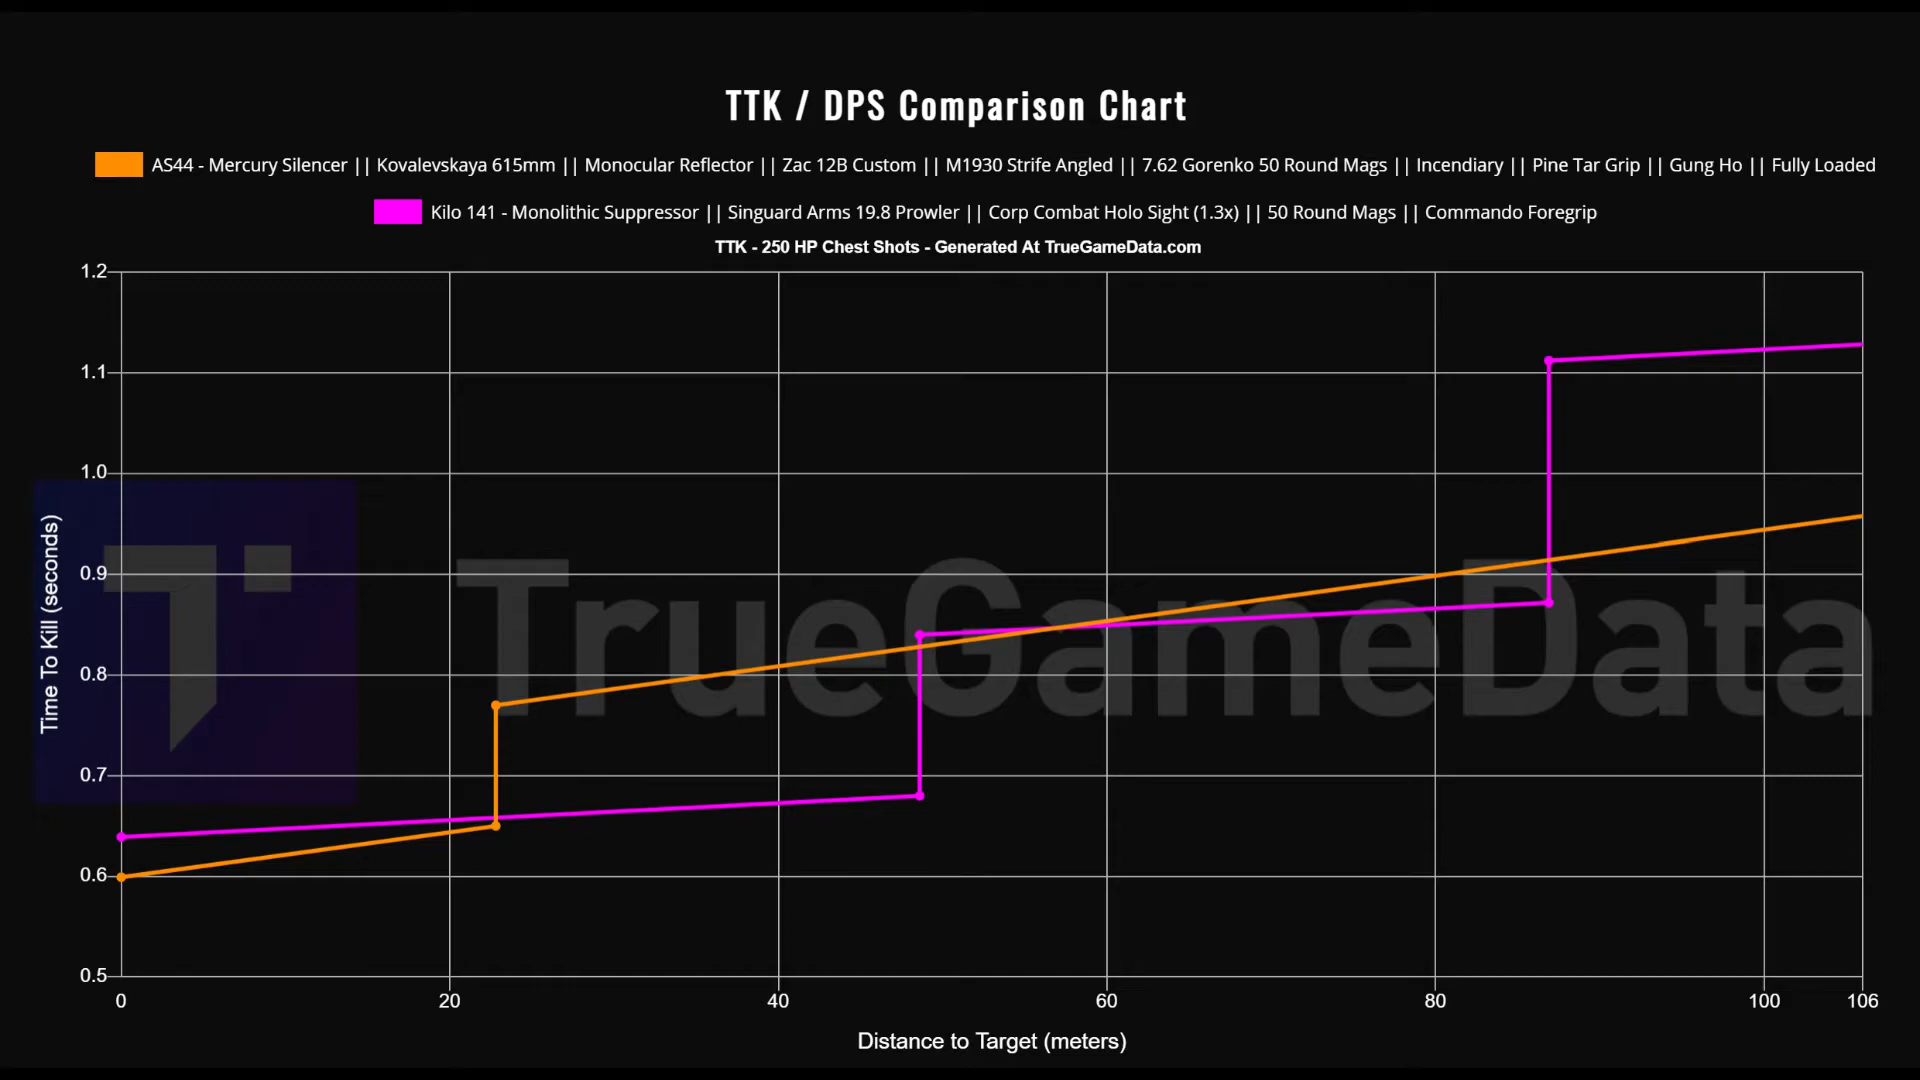 TTK / DPS Comparison Chart
AS44 - Mercury Silencer || Kovalevskaya 615mm || Monocular Reflector || Zac 12B Custom || M1930 Strife Angled || 7.62 Gorenko 50 Round Mags || Incendiary || Pine Tar Grip || Gung Ho || Fully Loaded
Kilo 141 - Monolithic Suppressor || Singuard Arms 19.8 Prowler || Corp Combat Holo Sight (1.3x) || 50 Round Mags || Commando Foregrip
TTK - 250 HP Chest Shots - Generated At TrueGameData.com
1.2
1.1
1.0
0.9
0.8
0.7
0.6
0.5
Time To Kill (seconds)
TrueGameData
0 20 40 60 80 100 106
Distance to Target (meters)